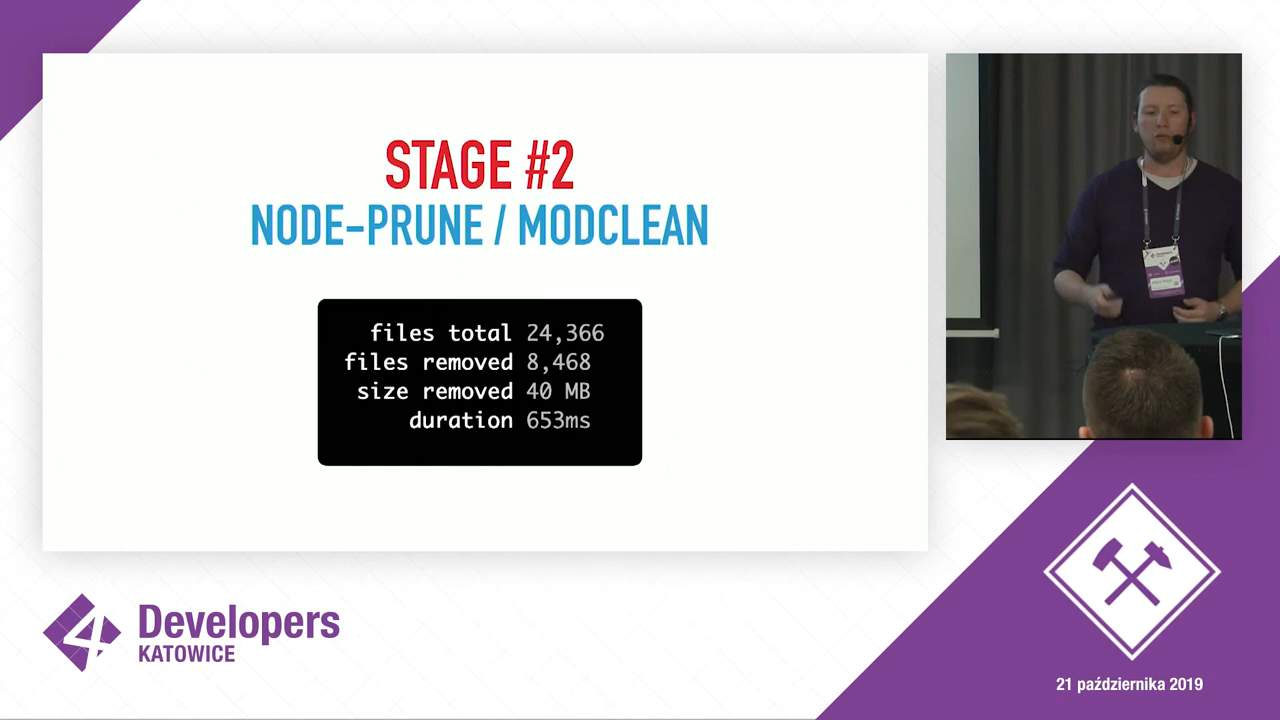 STAGE #2
NODE-PRUNE / MODCLEAN
files total 24,366
files removed 8,468
size removed 40 MB
duration 653ms
4
Developers
KATOWICE
21 października 2019